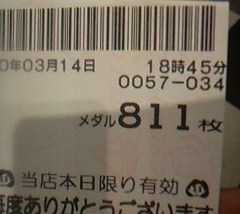 0年03月14日 18時45分
0057-034
メダル811枚
当店本日限り有効
毎度ありがとうございます